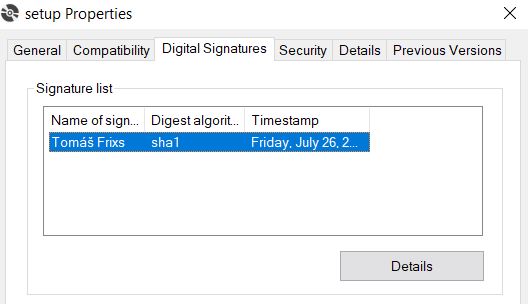 setup Properties
General Compatibility Digital Signatures Security Details Previous Versions
Signature list
Name of sign... Digest algorit... Timestamp
Tomáš Frixs sha1 Friday, July 26, 2...
Details